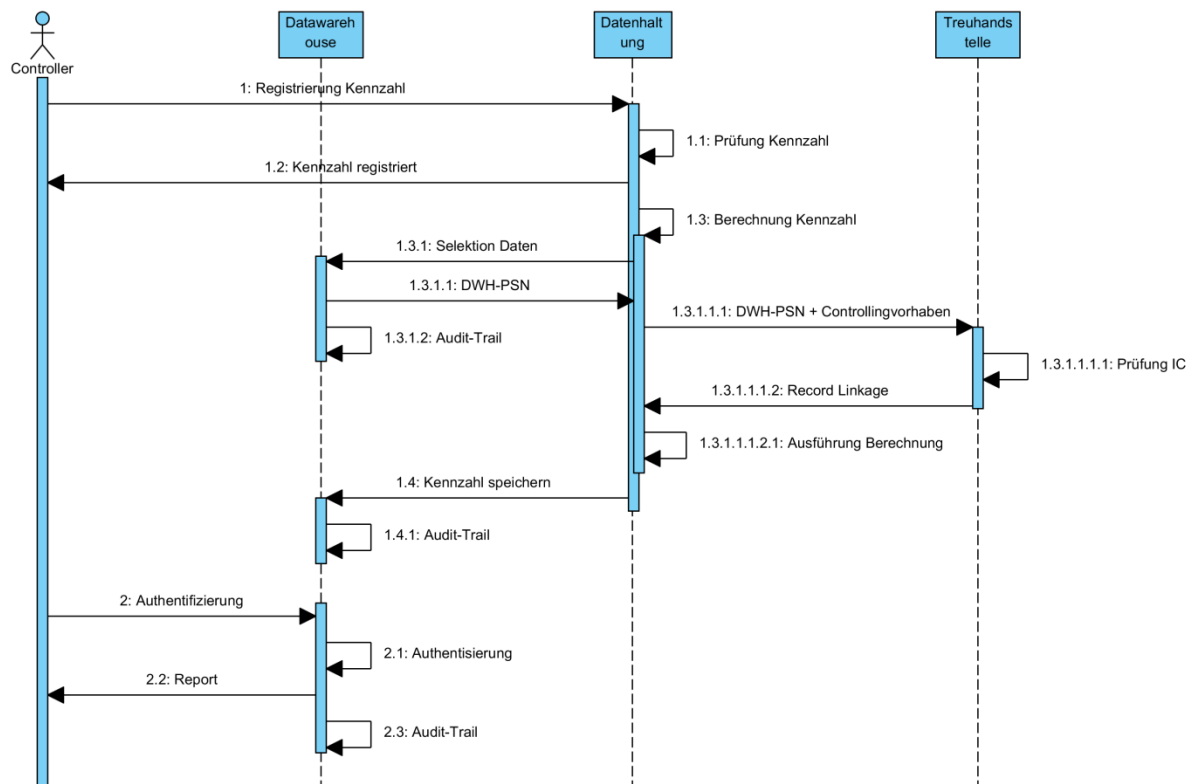 Datawareh
ouse
Datenhalt
ung
Treuhands
telle
Controller
1: Registrierung Kennzahl
1.1: Prüfung Kennzahl
1.2: Kennzahl registriert
1.3: Berechnung Kennzahl
1.3.1: Selektion Daten
1.3.1.1: DWH-PSN
1.3.1.1.1: DWH-PSN + Controllingvorhaben
1.3.1.2: Audit-Trail
1.3.1.1.1.1: Prüfung IC
1.3.1.1.1.2: Record Linkage
1.3.1.1.1.2.1: Ausführung Berechnung
1.4: Kennzahl speichern
1.4.1: Audit-Trail
2: Authentifizierung
2.1: Authentisierung
2.2: Report
2.3: Audit-Trail